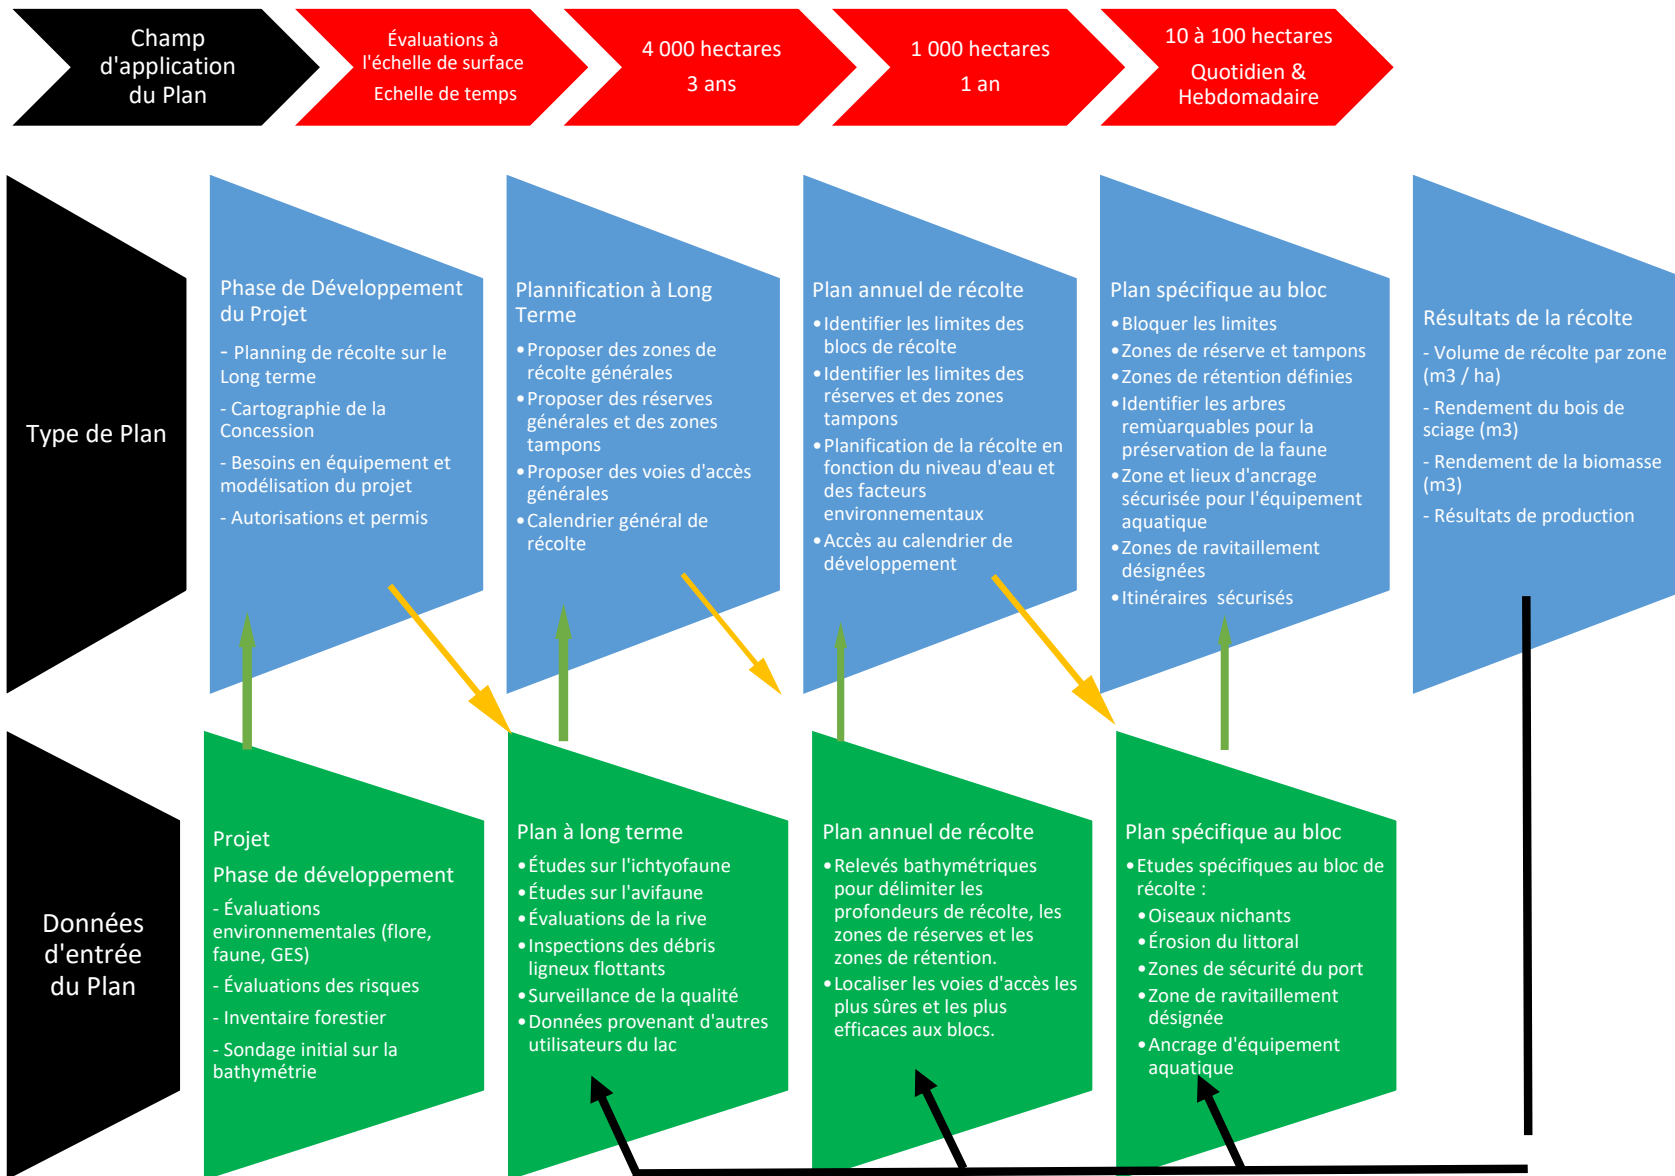 Champ
d'application
du Plan
Évaluations à
l'échelle de surface
Echelle de temps
4 000 hectares
3 ans
1 000 hectares
1 an
10 à 100 hectares
Quotidien &
Hebdomadaire
Type de Plan
Phase de Développement
du Projet
- Planning de récolte sur le
Long terme
- Cartographie de la
Concession
- Besoins en équipement et
modélisation du projet
- Autorisations et permis
Plannification à Long
Terme
•Proposer des zones de
récolte générales
•Proposer des réserves
générales et des zones
tampons
•Proposer des voies d'accès
générales
•Calendrier général de
récolte
Plan annuel de récolte
•Identifier les limites des
blocs de récolte
•Identifier les limites des
réserves et des zones
tampons
•Planification de la récolte en
fonction du niveau d'eau et
des facteurs
environnementaux
•Accès au calendrier de
développement
Plan spécifique au bloc
•Bloquer les limites
•Zones de réserve et tampons
•Zones de rétention définies
•Identifier les arbres
remùarquables pour la
préservation de la faune
•Zone et lieux d'ancrage
sécurisée pour l'équipement
aquatique
•Zones de ravitaillement
désignées
•Itinéraires sécurisés
Résultats de la récolte
- Volume de récolte par zone
(m3 / ha)
- Rendement du bois de
sciage (m3)
- Rendement de la biomasse
(m3)
- Résultats de production
Données
d'entrée
du Plan
Projet
Phase de développement
- Évaluations
environnementales (flore,
faune, GES)
- Évaluations des risques
- Inventaire forestier
- Sondage initial sur la
bathymétrie
Plan à long terme
•Études sur l'ichtyofaune
•Études sur l'avifaune
•Évaluations de la rive
•Inspections des débris
ligneux flottants
•Surveillance de la qualité
•Données provenant d'autres
utilisateurs du lac
Plan annuel de récolte
•Relevés bathymétriques
pour délimiter les
profondeurs de récolte, les
zones de réserves et les
zones de rétention.
•Localiser les voies d'accès les
plus sûres et les plus
efficaces aux blocs.
Plan spécifique au bloc
•Etudes spécifiques au bloc de
récolte :
•Oiseaux nichants
•Érosion du littoral
•Zones de sécurité du port
•Zone de ravitaillement
désignée
•Ancrage d'équipement
aquatique